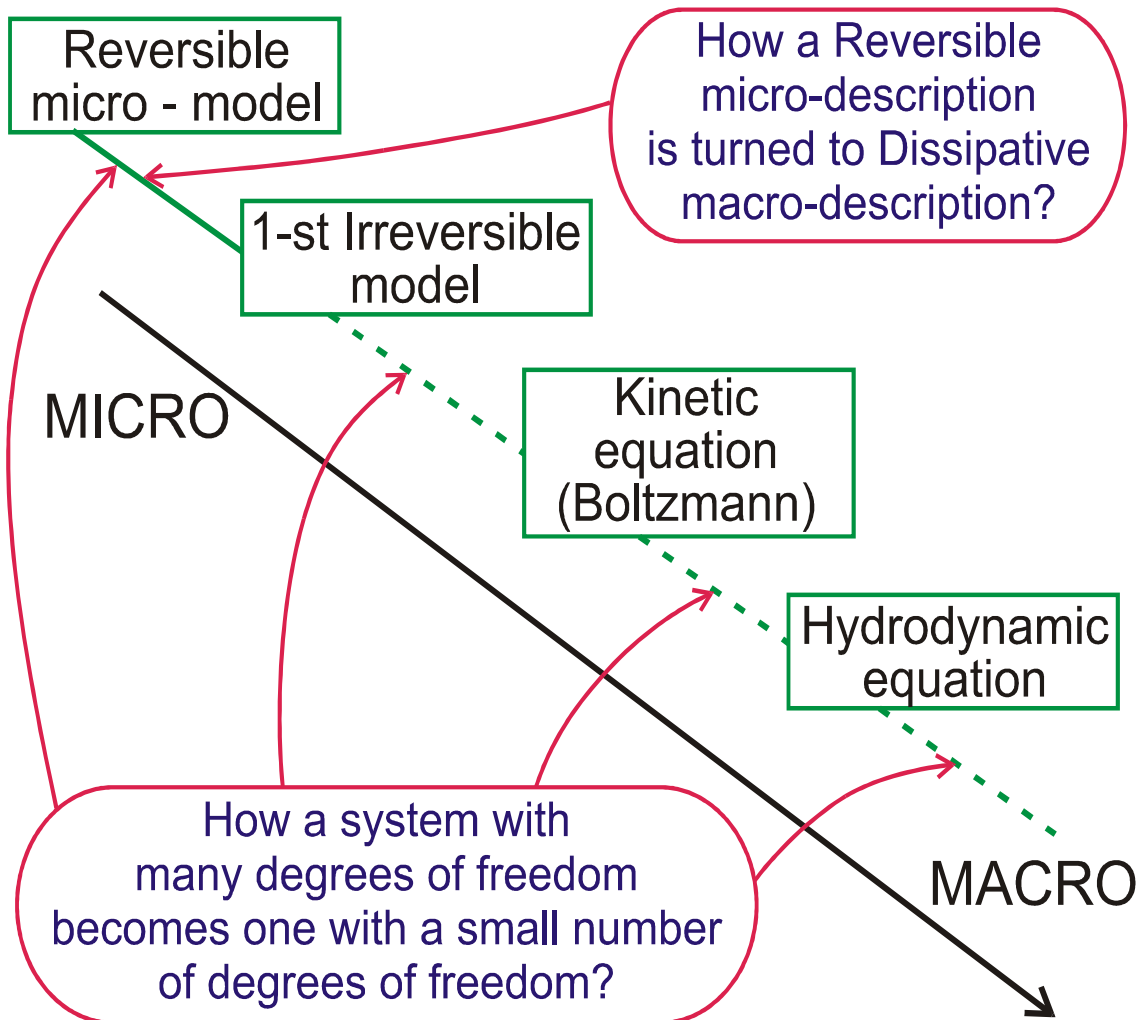 Reversible
micro - model
How a Reversible
micro-description
is turned to Dissipative
macro-description?
1-st Irreversible
model
MICRO
Kinetic
equation
(Boltzmann)
Hydrodynamic
equation
How a system with
many degrees of freedom
becomes one with a small number
of degrees of freedom?
MACRO